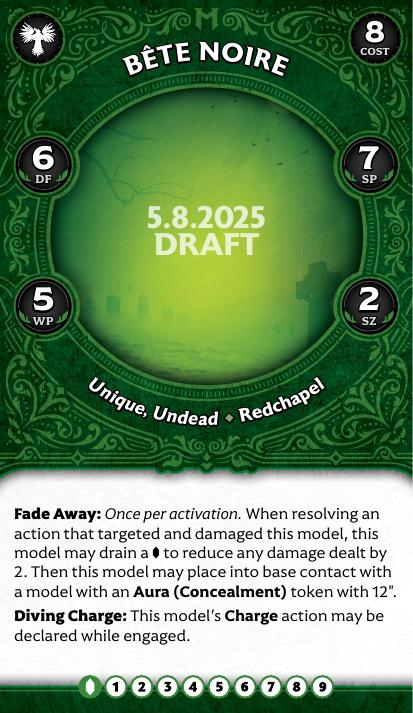 8
COST
BÊTE NOIRE
6
DF
7
SP
5.8.2025
DRAFT
5
WP
2
SZ
Unique, Undead ◆ Redchapel
Fade Away: Once per activation. When resolving an
action that targeted and damaged this model, this
model may drain a to reduce any damage dealt by
2. Then this model may place into base contact with
a model with an Aura (Concealment) token with 12".
Diving Charge: This model's Charge action may be
declared while engaged.
1 2 3 4 5 6 7 8 9